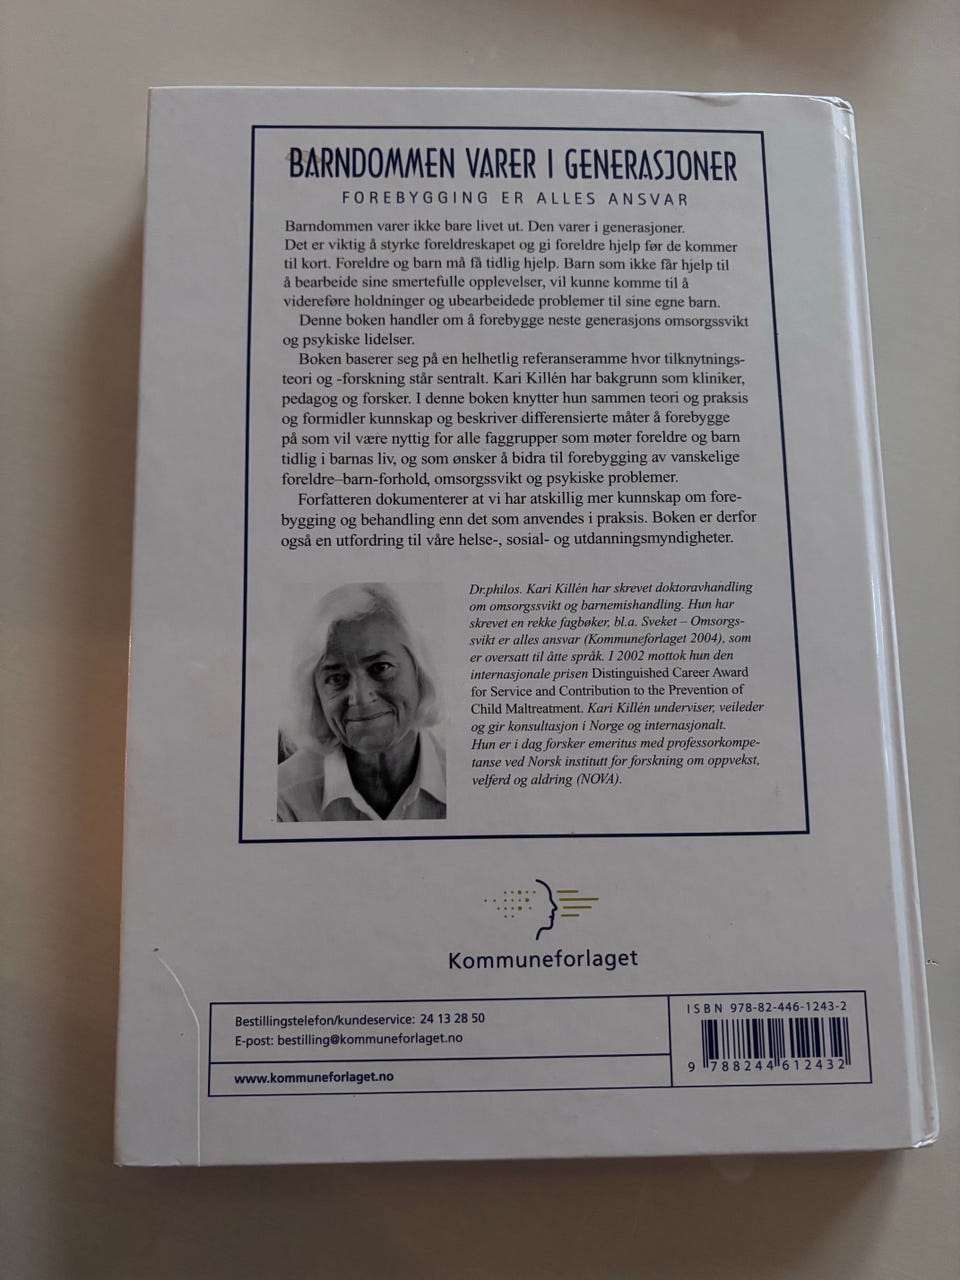 BARNDOMMEN VARER I GENERASJONER
FOREBYGGING ER ALLES ANSVAR
Barndommen varer ikke bare livet ut. Den varer i generasjoner.
Det er viktig å styrke foreldreskapet og gi foreldre hjelp før de kommer
til kort. Foreldre og barn må få tidlig hjelp. Barn som ikke får hjelp til
å bearbeide sine smertefulle opplevelser, vil kunne komme til å
videreføre holdninger og ubearbeidede problemer til sine egne barn.
Denne boken handler om å forebygge neste generasjons omsorgssvikt
og psykiske lidelser.
Boken baserer seg på en helhetlig referanseramme hvor tilknytnings-
teori og -forskning står sentralt. Kari Killén har bakgrunn som kliniker,
pedagog og forsker. I denne boken knytter hun sammen teori og praksis
og formidler kunnskap og beskriver differensierte måter å forebygge
på som vil være nyttig for alle faggrupper som møter foreldre og barn
tidlig i barnas liv, og som ønsker å bidra til forebygging av vanskelige
foreldre–barn-forhold, omsorgssvikt og psykiske problemer.
Forfatteren dokumenterer at vi har atskillig mer kunnskap om fore-
bygging og behandling enn det som anvendes i praksis. Boken er derfor
også en utfordring til våre helse-, sosial- og utdanningsmyndigheter.
Dr.philos. Kari Killén har skrevet doktoravhandling
om omsorgssvikt og barnemishandling. Hun har
skrevet en rekke fagbøker, bl.a. Sveket – Omsorgs-
svikt er alles ansvar (Kommuneforlaget 2004), som
er oversatt til åtte språk. I 2002 mottok hun den
internasjonale prisen Distinguished Career Award
for Service and Contribution to the Prevention of
Child Maltreatment. Kari Killén underviser, veileder
og gir konsultasjon i Norge og internasjonalt.
Hun er i dag forsker emeritus med professorkompe-
tanse ved Norsk institutt for forskning om oppvekst,
velferd og aldring (NOVA).
Kommuneforlaget
Bestillingstelefon/kundeservice: 24 13 28 50
E-post: bestilling@kommuneforlaget.no
www.kommuneforlaget.no
ISBN 978-82-446-1243-2
9 788244 612432